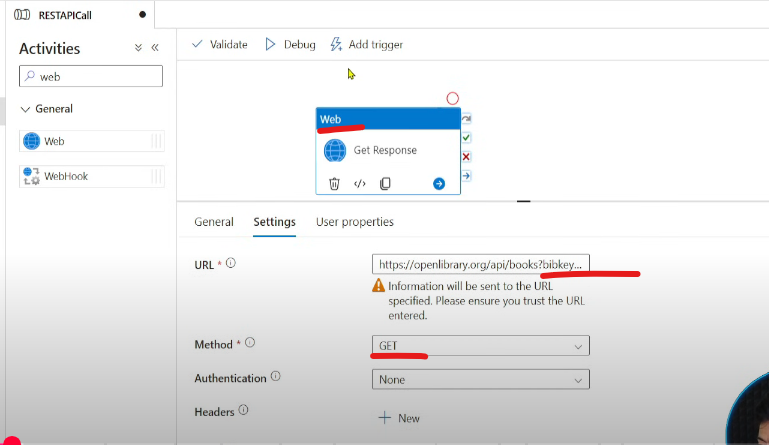 RESTAPICall
Activities
web
General
Web
WebHook
Validate Debug Add trigger
Web
Get Response
General Settings User properties
URL *
https://openlibrary.org/api/books?bibkey...
Information will be sent to the URL
specified. Please ensure you trust the URL
entered.
Method * GET
Authentication None
Headers New